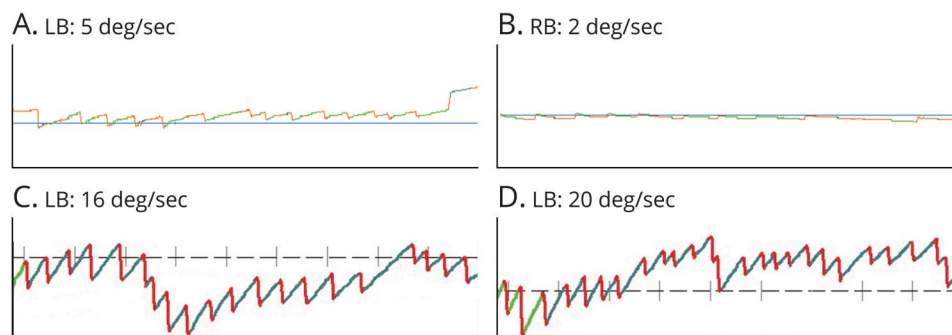 A. LB: 5 deg/sec
B. RB: 2 deg/sec
C. LB: 16 deg/sec
D. LB: 20 deg/sec